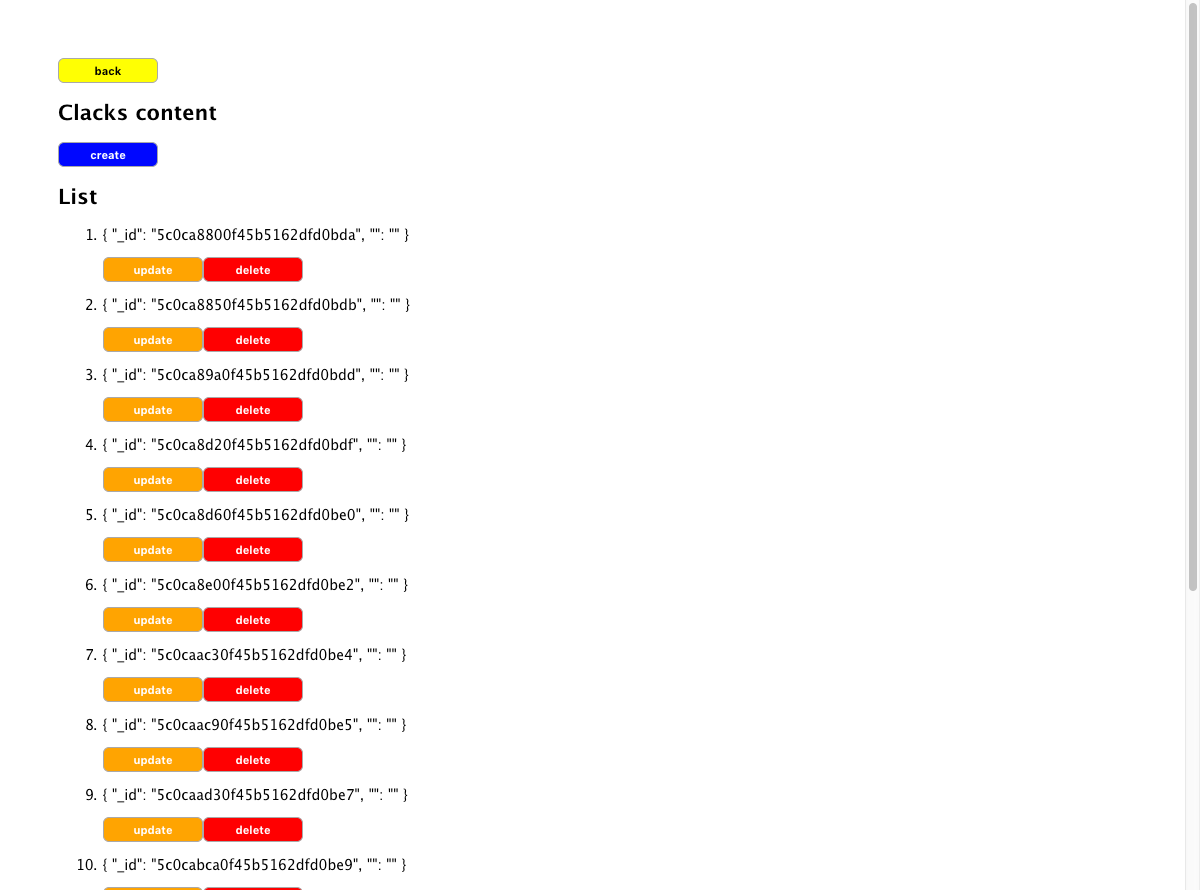 back
Clacks content
create
List
1. { "_id": "5c0ca8800f45b5162dfd0bda", "": "" }
update delete
2. { "_id": "5c0ca8850f45b5162dfd0bdb", "": "" }
update delete
3. { "_id": "5c0ca89a0f45b5162dfd0bdd", "": "" }
update delete
4. { "_id": "5c0ca8d20f45b5162dfd0bdf", "": "" }
update delete
5. { "_id": "5c0ca8d60f45b5162dfd0be0", "": "" }
update delete
6. { "_id": "5c0ca8e00f45b5162dfd0be2", "": "" }
update delete
7. { "_id": "5c0caac30f45b5162dfd0be4", "": "" }
update delete
8. { "_id": "5c0caac90f45b5162dfd0be5", "": "" }
update delete
9. { "_id": "5c0caad30f45b5162dfd0be7", "": "" }
update delete
10. { "_id": "5c0cabca0f45b5162dfd0be9", "": "" }